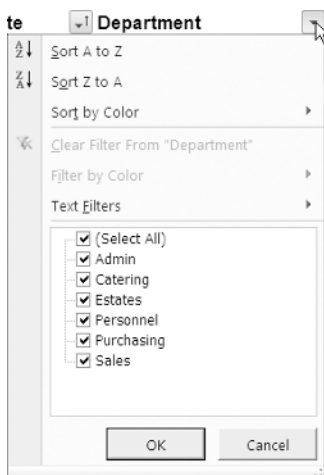 te Department
Sort A to Z
Sort Z to A
Sort by Color
Clear Filter From "Department"
Filter by Color
Text Filters
(Select All)
Admin
Catering
Estates
Personnel
Purchasing
Sales
OK Cancel